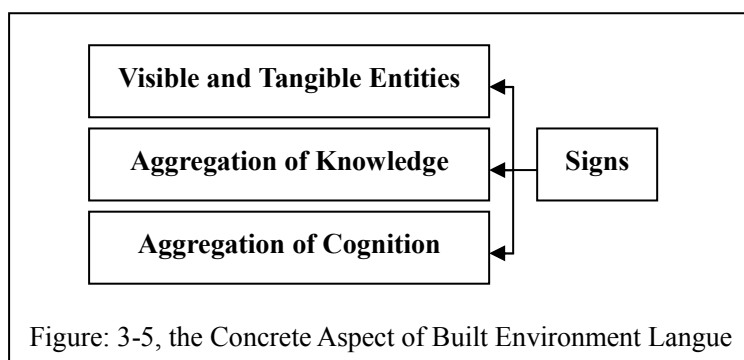 Visible and Tangible Entities
Aggregation of Knowledge
Signs
Aggregation of Cognition
Figure: 3-5, the Concrete Aspect of Built Environment Langue